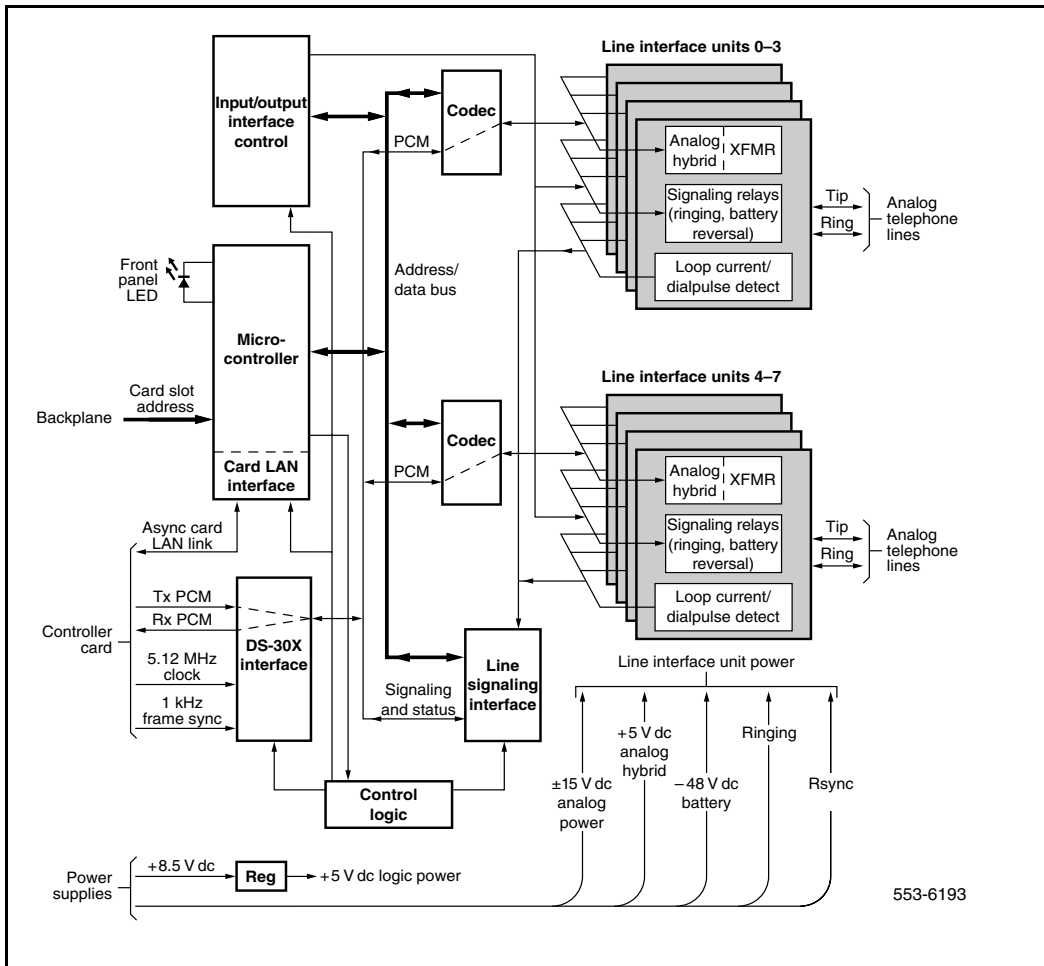 Line interface units 0–3
Input/output
interface
control
Codec
PCM
Analog
hybrid
XFMR
Signaling relays
(ringing, battery
reversal)
Loop current/
dialpulse detect
Tip
Ring
Analog
telephone
lines
Front
panel
LED
Address/
data bus
Micro-
controller
Card slot
address
Backplane
Card LAN
interface
Line interface units 4–7
Codec
PCM
Analog
hybrid
XFMR
Signaling relays
(ringing, battery
reversal)
Loop current/
dialpulse detect
Tip
Ring
Analog
telephone
lines
Async card
LAN link
Tx PCM
Rx PCM
Controller
card
5.12 MHz
clock
1 kHz
frame sync
DS-30X
interface
Line
signaling
interface
Signaling
and status
Control
logic
Line interface unit power
±15 V dc
analog
power
+5 V dc
analog
hybrid
−48 V dc
battery
Ringing
Rsync
Power
supplies
+8.5 V dc
Reg
+5 V dc logic power
553-6193